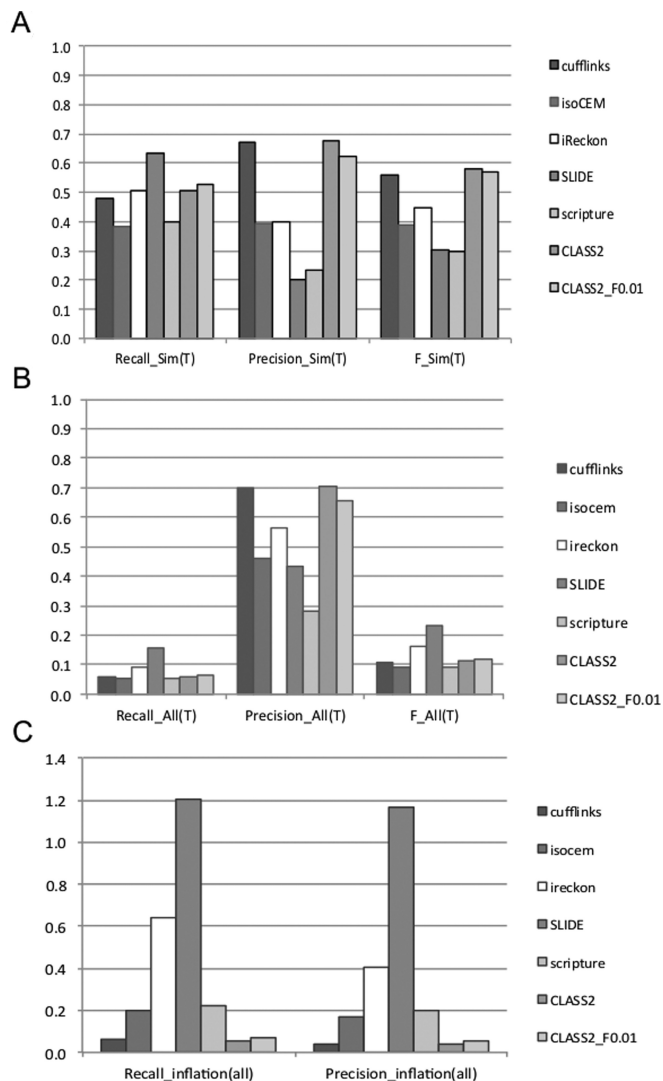 A
1.0
0.9
0.8
0.7
0.6
0.5
0.4
0.3
0.2
0.1
0.0
Recall_Sim(T) Precision_Sim(T) F_Sim(T)
cufflinks
isoCEM
iReckon
SLIDE
scripture
CLASS2
CLASS2_F0.01
B
1.0
0.9
0.8
0.7
0.6
0.5
0.4
0.3
0.2
0.1
0.0
Recall_All(T) Precision_All(T) F_All(T)
cufflinks
isocem
ireckon
SLIDE
scripture
CLASS2
CLASS2_F0.01
C
1.4
1.2
1.0
0.8
0.6
0.4
0.2
0.0
Recall_inflation(all) Precision_inflation(all)
cufflinks
isocem
ireckon
SLIDE
scripture
CLASS2
CLASS2_F0.01